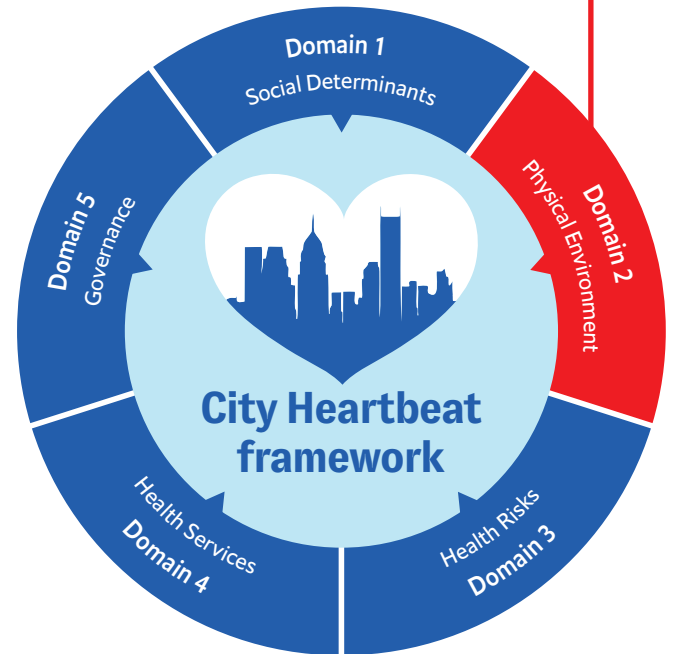 Domain 1
Social Determinants
Domain 2
Physical Environment
Health Risks
Domain 3
Health Services
Domain 4
Domain 5
Governance
City Heartbeat
framework